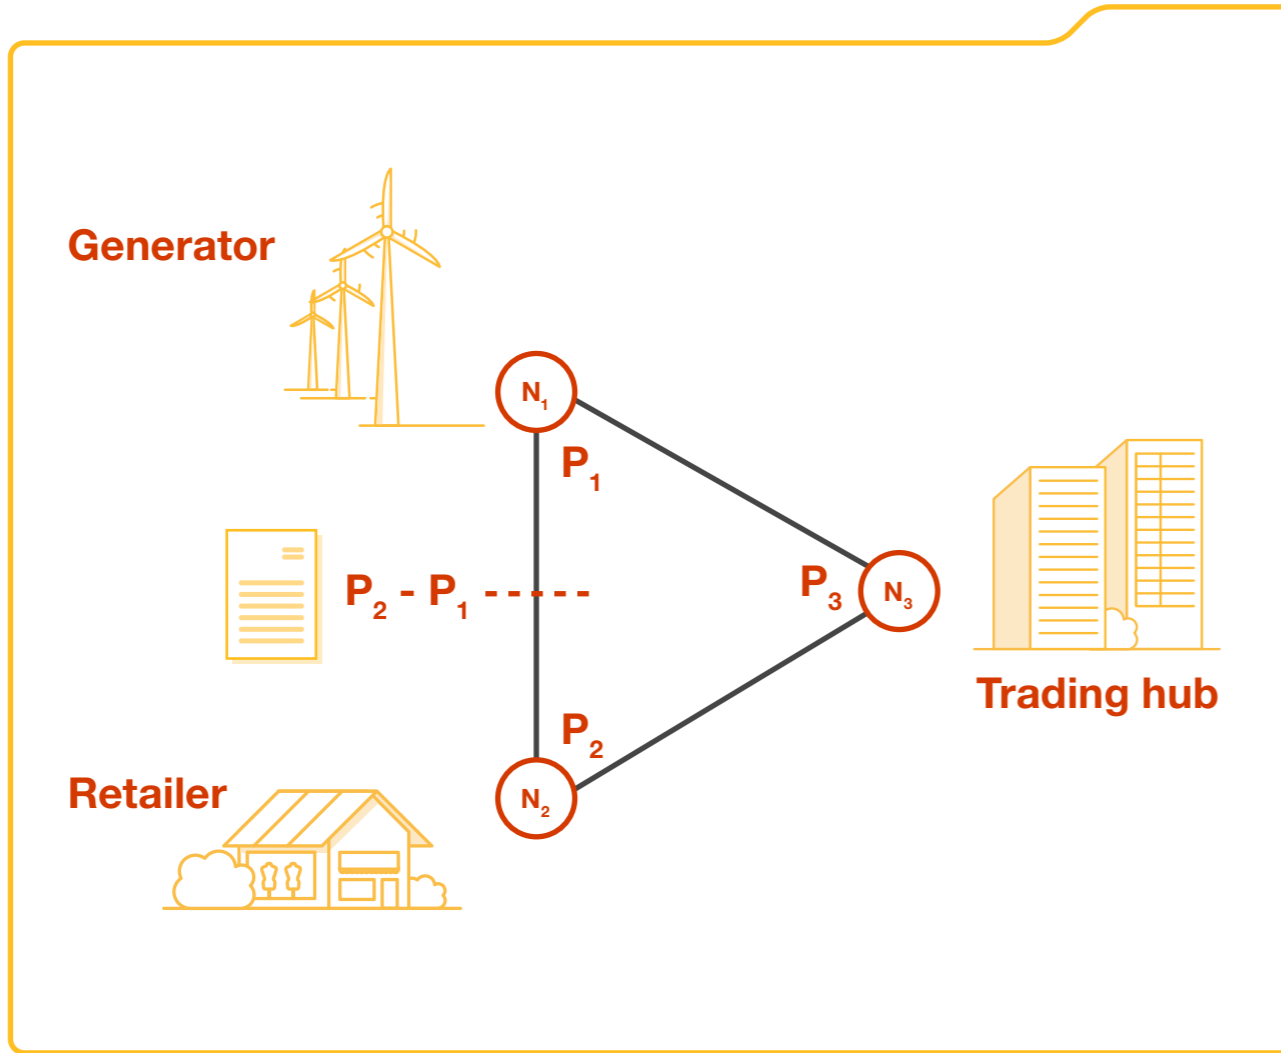 Generator
N₁
P₁
P₂ - P₁ -----
P₃
N₃
Trading hub
P₂
Retailer
N₂